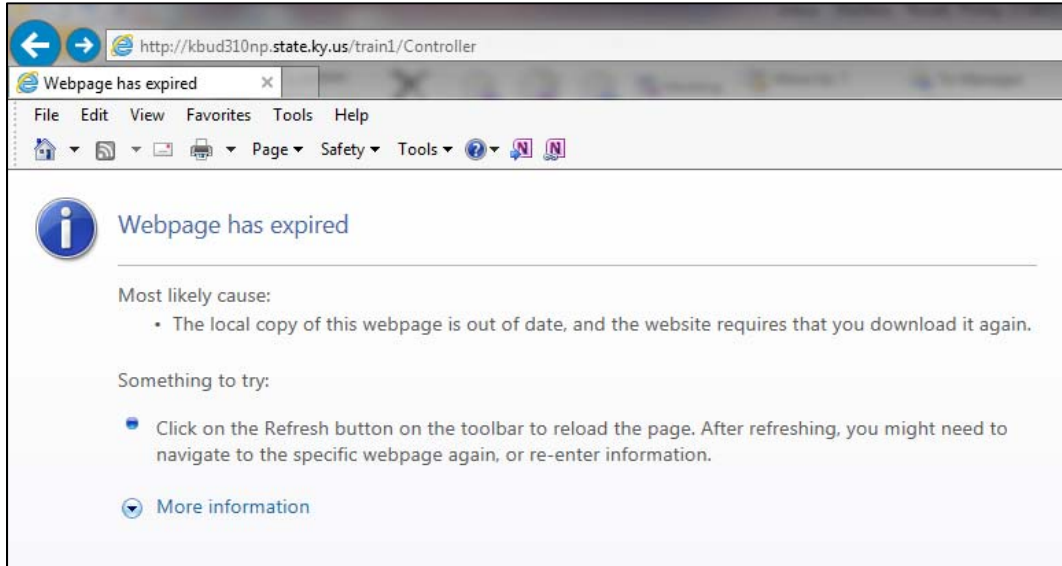 http://kbud310np.state.ky.us/train1/Controller
Webpage has expired
File Edit View Favorites Tools Help
Page Safety Tools
Webpage has expired
Most likely cause:
• The local copy of this webpage is out of date, and the website requires that you download it again.
Something to try:
Click on the Refresh button on the toolbar to reload the page. After refreshing, you might need to
navigate to the specific webpage again, or re-enter information.
More information